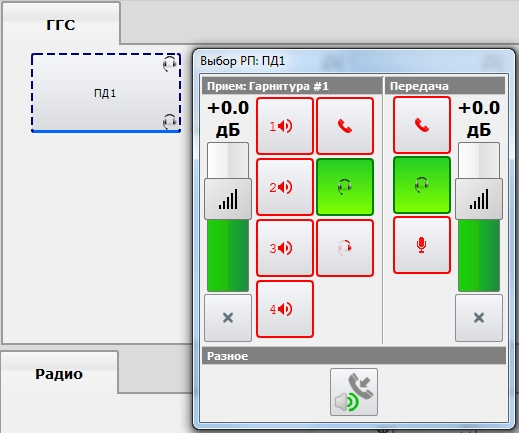 ГГС
Выбор РП: ПД1
ПД1
Прием: Гарнитура #1
Передача
+0.0
дБ
1
2
3
4
+0.0
дБ
Разное
Радио